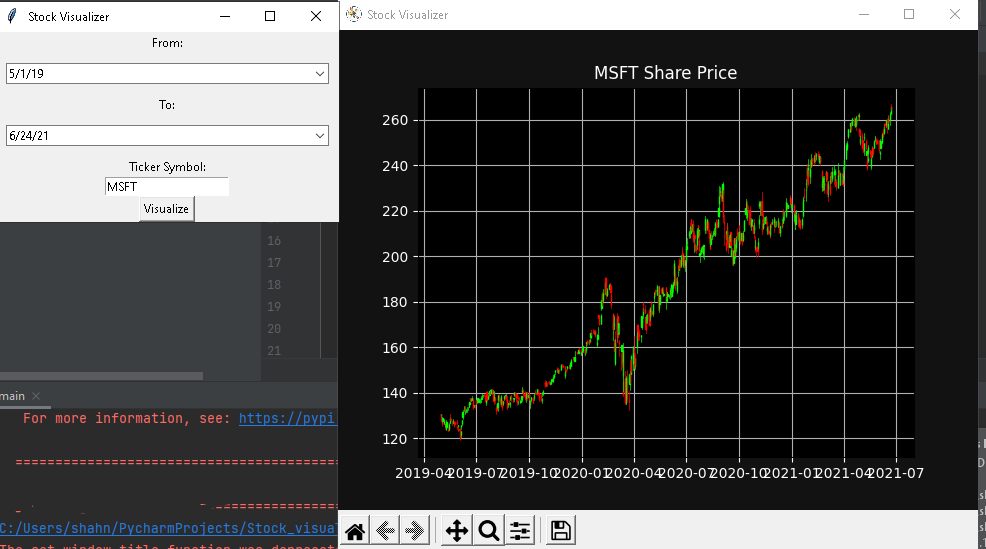 Stock Visualizer
From:
5/1/19
To:
6/24/21
Ticker Symbol:
MSFT
Visualize
16
17
18
19
20
21
main
For more information, see: https://pypi
==========================================
C:/Users/shahn/PycharmProjects/Stock_visual
Stock Visualizer
MSFT Share Price
260
240
220
200
180
160
140
120
2019-04 2019-07 2019-10 2020-01 2020-04 2020-07 2020-10 2021-01 2021-04 2021-07